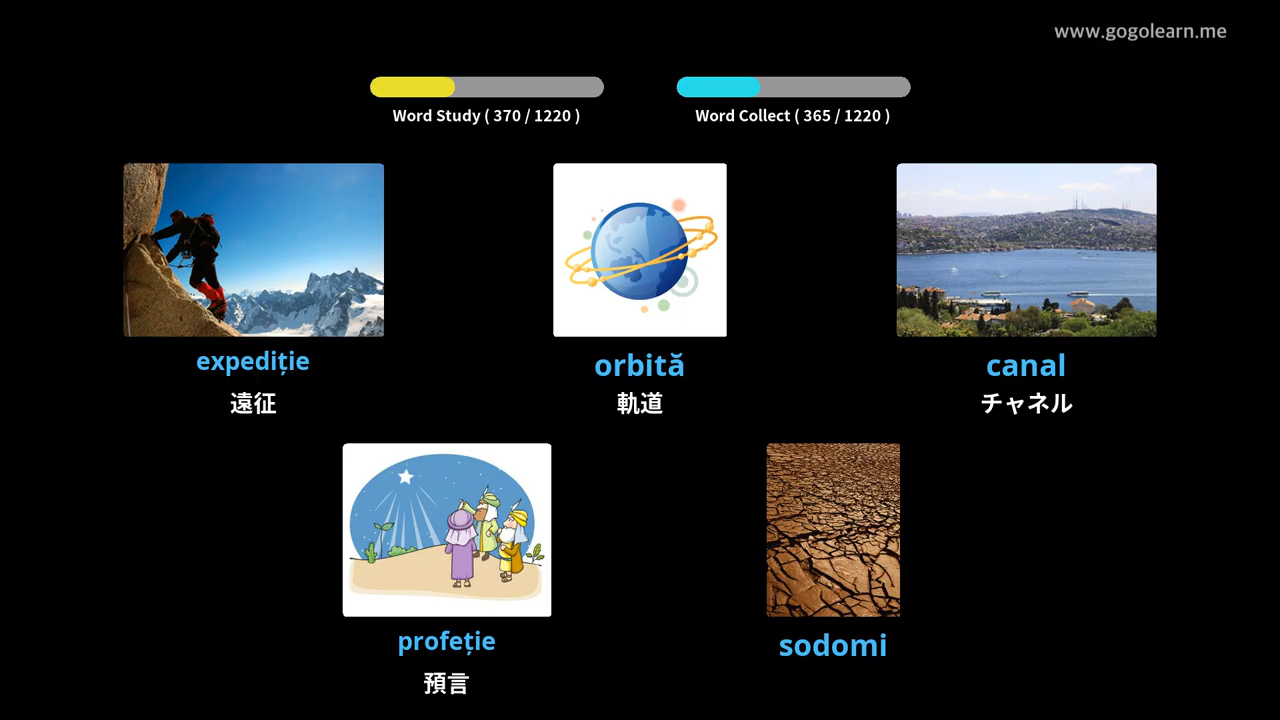 www.gogolearn.me
Word Study ( 370 / 1220 )
Word Collect ( 365 / 1220 )
expediție
遠征
orbită
軌道
canal
チャネル
profeție
預言
sodomi